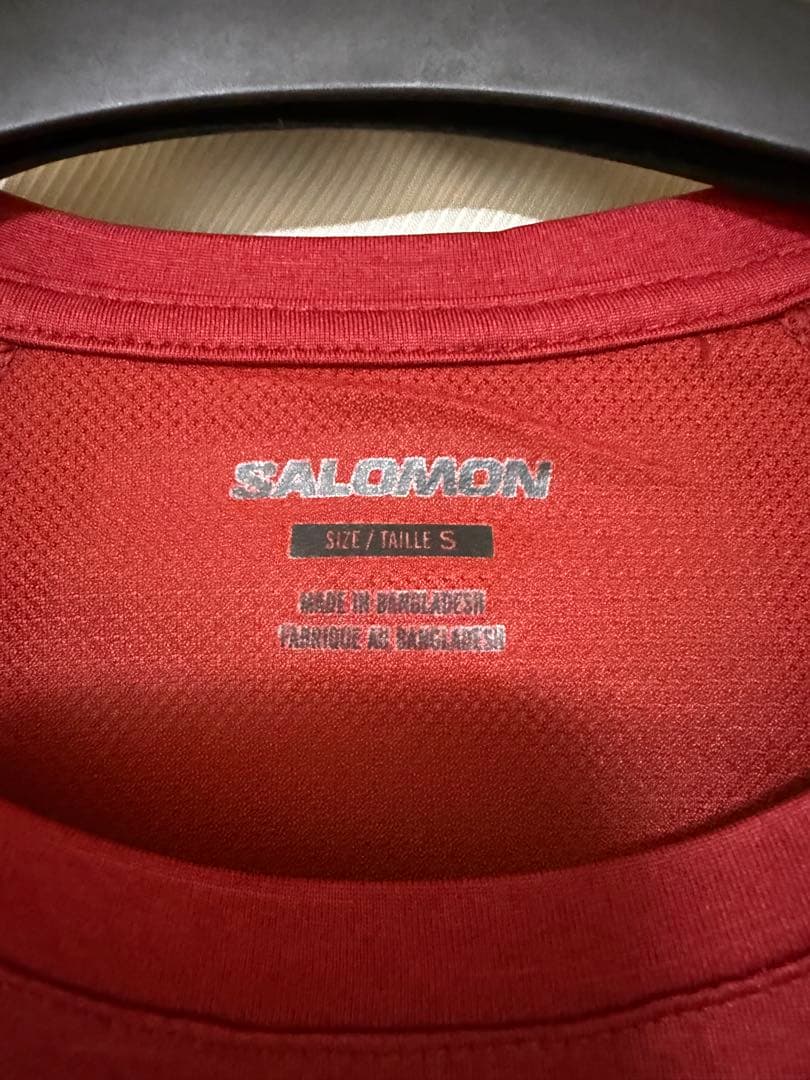 SALOMON
SIZE / TAILLE S
MADE IN BANGLADESH
FABRIQUE AU BANGLADESH